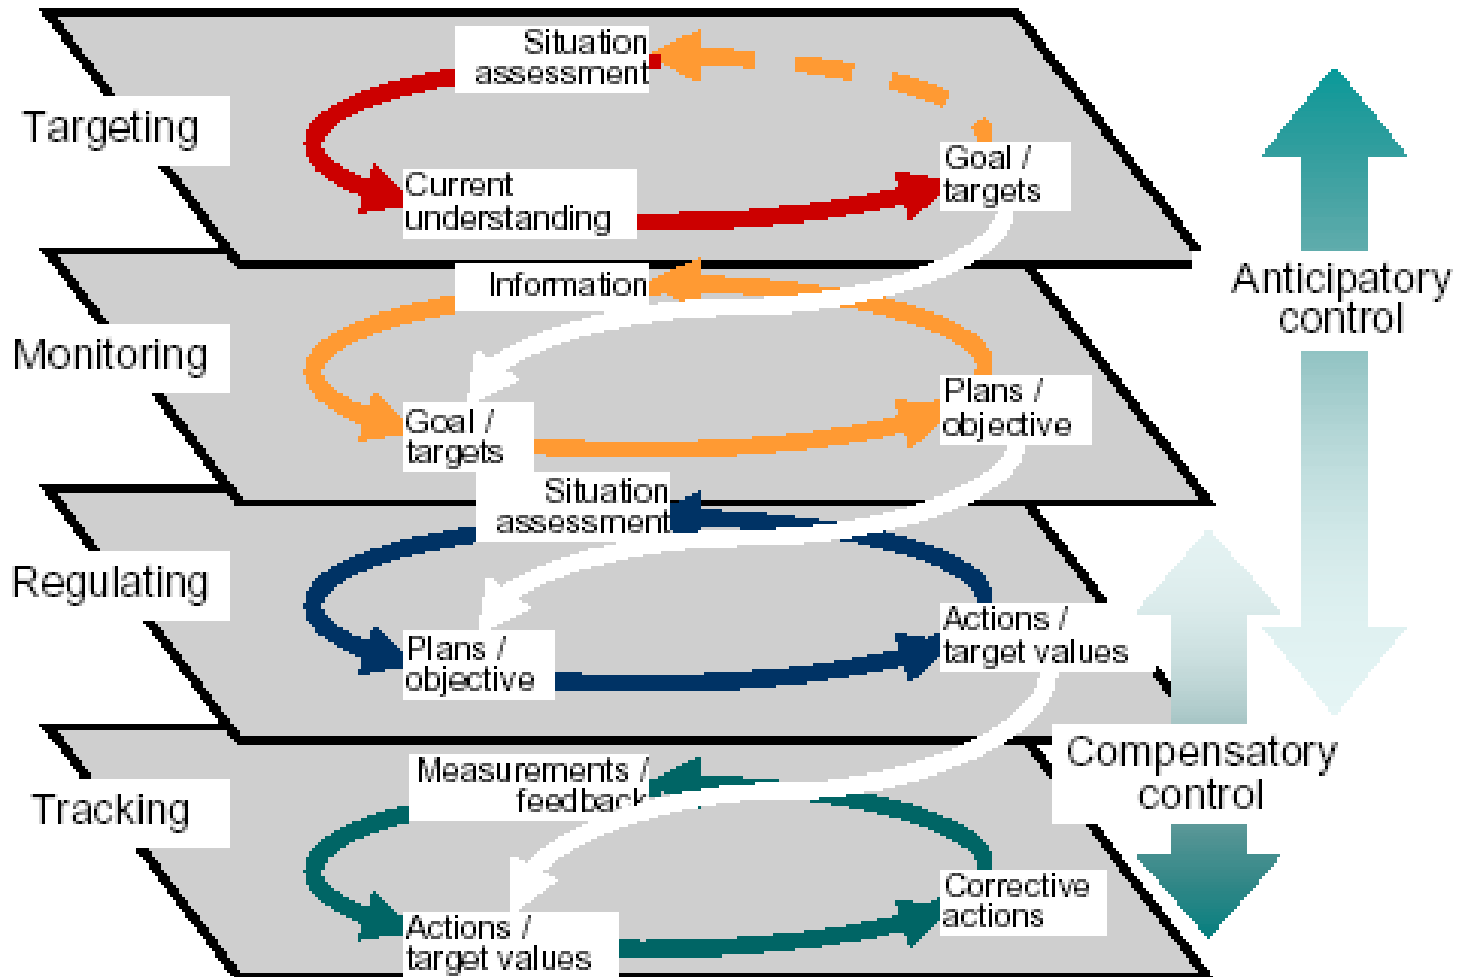 Situation
assessment
Targeting
Current
understanding
Goal /
targets
Anticipatory
control
Information
Monitoring
Goal /
targets
Plans /
objective
Situation
assessment
Regulating
Plans /
objective
Actions /
target values
Compensatory
control
Measurements /
feedback
Tracking
Actions /
target values
Corrective
actions